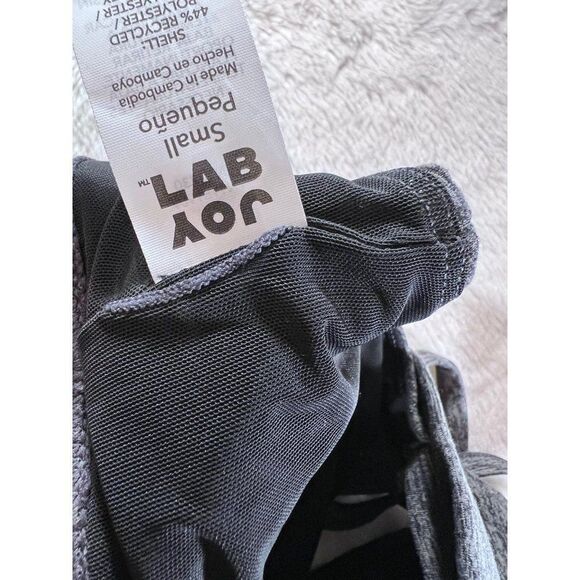 JOY
LAB™
Small
Pequeño
Made in Cambodia
Hecho en Camboya
SHELL:
44% RECYCLED
POLYESTER /